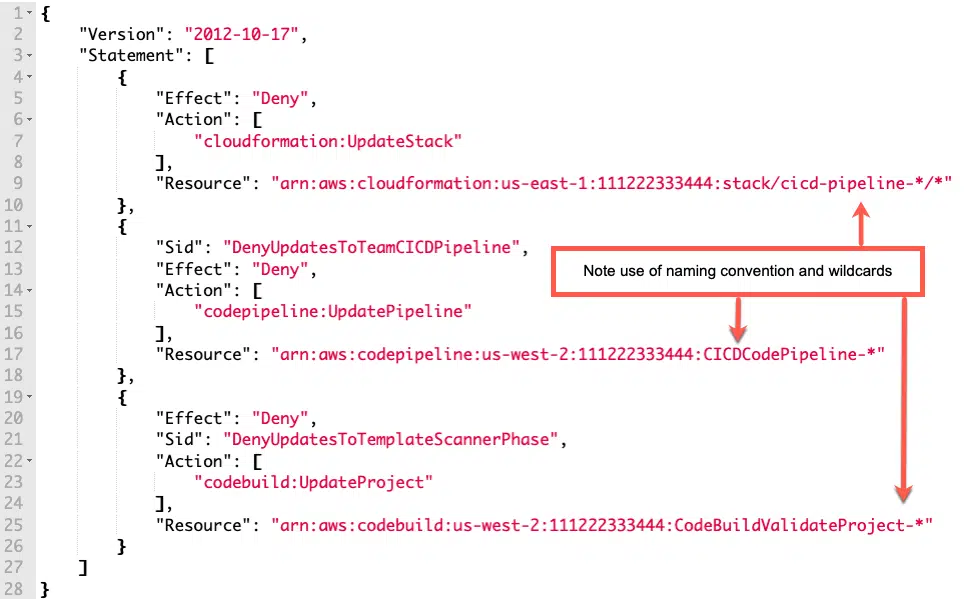 1 {
2 "Version": "2012-10-17",
3 "Statement": [
4 {
5 "Effect": "Deny",
6 "Action": [
7 "cloudformation:UpdateStack"
8 ],
9 "Resource": "arn:aws:cloudformation:us-east-1:111222333444:stack/cicd-pipeline-*/*"
10 },
11 {
12 "Sid": "DenyUpdatesToTeamCICDPipeline",
13 "Effect": "Deny",
Note use of naming convention and wildcards
14 "Action": [
15 "codepipeline:UpdatePipeline"
16 ],
17 "Resource": "arn:aws:codepipeline:us-west-2:111222333444:CICDCodePipeline-*"
18 },
19 {
20 "Effect": "Deny",
21 "Sid": "DenyUpdatesToTemplateScannerPhase",
22 "Action": [
23 "codebuild:UpdateProject"
24 ],
25 "Resource": "arn:aws:codebuild:us-west-2:111222333444:CodeBuildValidateProject-*"
26 }
27 ]
28 }